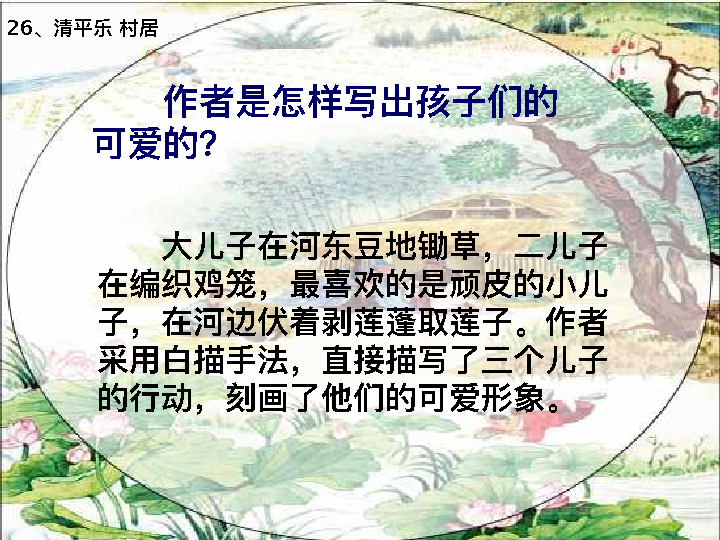 26、清平乐 村居
作者是怎样写出孩子们的
可爱的?
大儿子在河东豆地锄草，二儿子
在编织鸡笼，最喜欢的是顽皮的小儿
子，在河边伏着剥莲蓬取莲子。作者
采用白描手法，直接描写了三个儿子
的行动，刻画了他们的可爱形象。